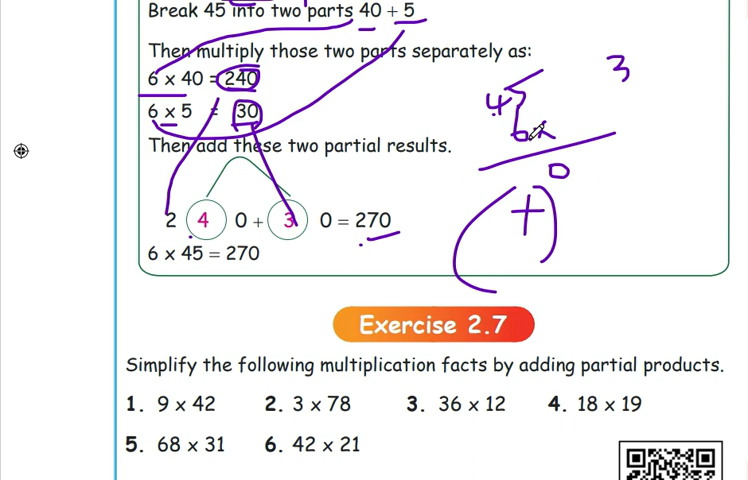 Break 45 into two parts 40 + 5
Then multiply those two parts separately as:
6 x 40 = 240
6 x 5 = 30
Then add these two partial results.
2 4 0 + 3 0 = 270
6 x 45 = 270
3
45
6x
0
+
Exercise 2.7
Simplify the following multiplication facts by adding partial products.
1. 9 x 42 2. 3 x 78 3. 36 x 12 4. 18 x 19
5. 68 x 31 6. 42 x 21